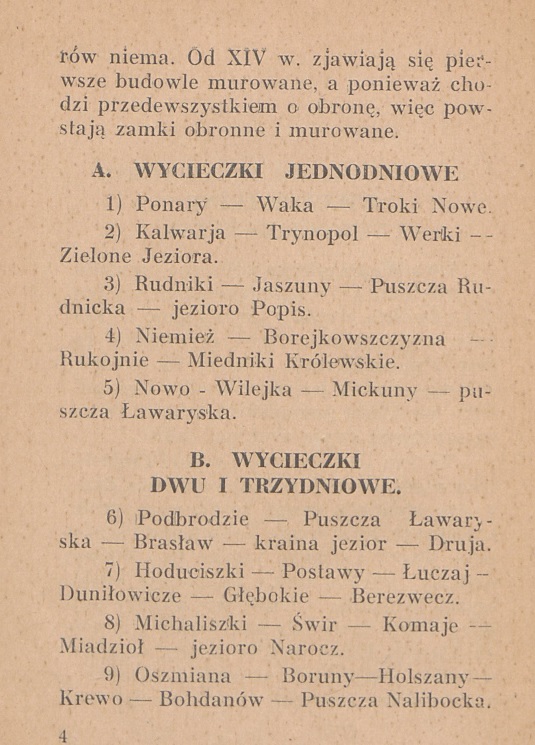 rów niema. Od XIV w. zjawiają się pier-
wsze budowle murowane, a ponieważ cho-
dzi przedewszystkiem o obronę, więc pow-
stają zamki obronne i murowane.
A. WYCIECZKI JEDNODNIOWE
1) Ponary — Waka — Troki Nowe.
2) Kalwarja — Trynopol — Werki —
Zielone Jeziora.
3) Rudniki — Jaszuny — Puszcza Ru-
dnicka — jezioro Popis.
4) Niemież — Borejkowszczyzna —
Rukojnie — Miedniki Królewskie.
5) Nowo - Wilejka — Mickuny — pu-
szcza Ławaryska.
B. WYCIECZKI
DWU I TRZYDNIOWE.
6) Podbrodzie — Puszcza Ławary-
ska — Brasław — kraina jezior — Druja.
7) Hoduciszki — Postawy — Łuczaj —
Duniłowicze — Głębokie — Berezwecz.
8) Michaliszki — Świr — Komaje —
Miadzioł — jezioro Narocz.
9) Oszmiana — Boruny—Holszany—
Krewo — Bohdanów — Puszcza Nalibocka.
4